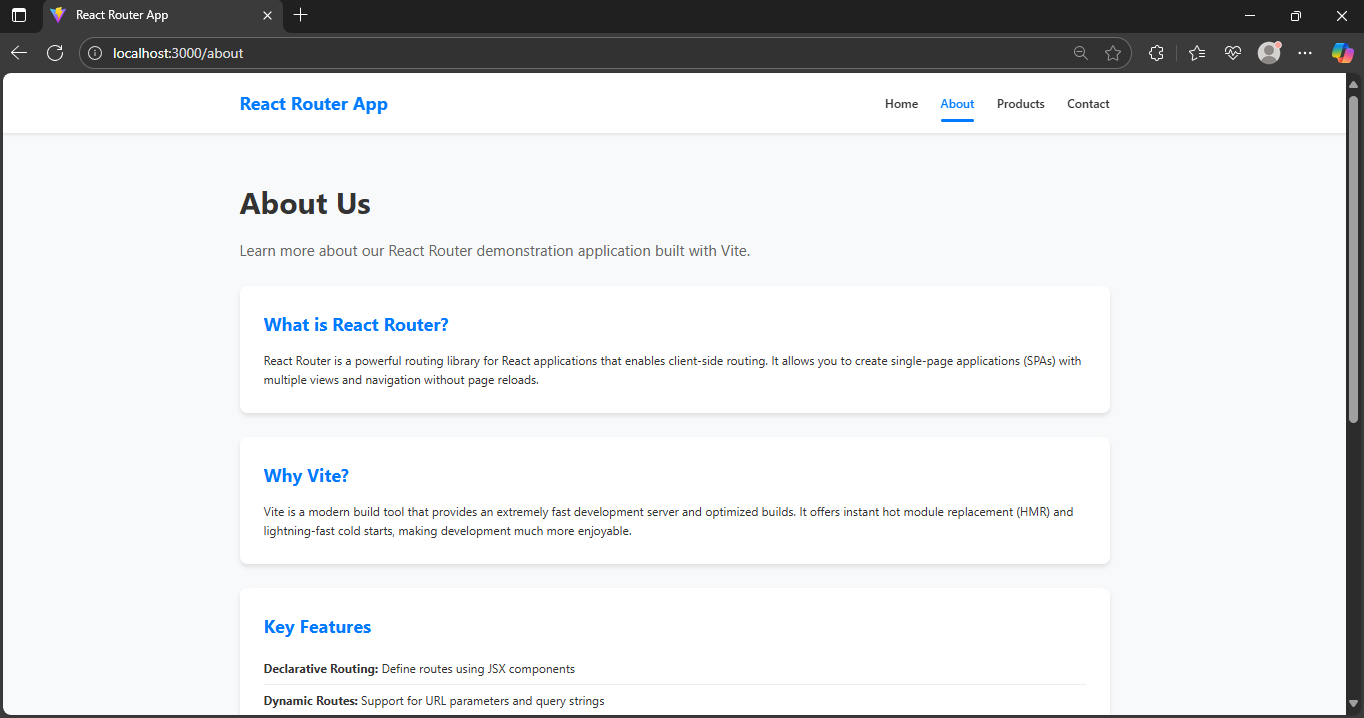 React Router App
localhost:3000/about
React Router App
Home About Products Contact
About Us
Learn more about our React Router demonstration application built with Vite.
What is React Router?
React Router is a powerful routing library for React applications that enables client-side routing. It allows you to create single-page applications (SPAs) with
multiple views and navigation without page reloads.
Why Vite?
Vite is a modern build tool that provides an extremely fast development server and optimized builds. It offers instant hot module replacement (HMR) and
lightning-fast cold starts, making development much more enjoyable.
Key Features
Declarative Routing: Define routes using JSX components
Dynamic Routes: Support for URL parameters and query strings